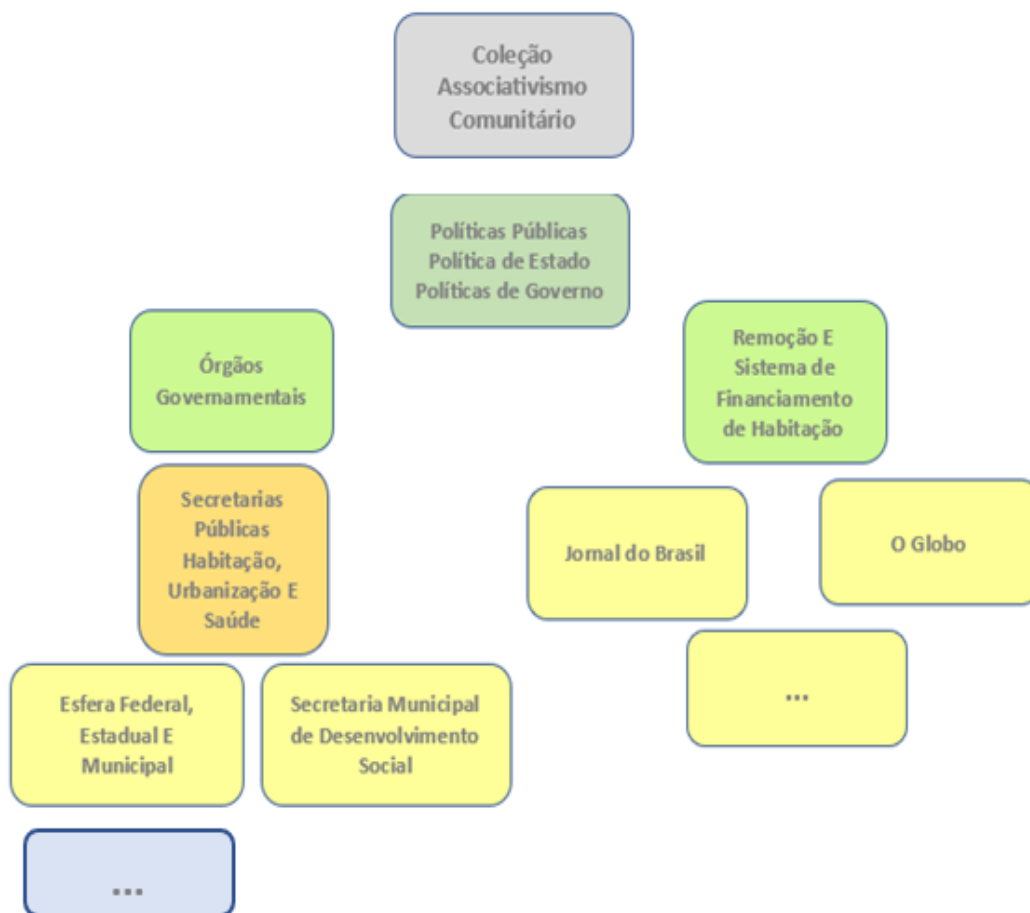 Coleção
Associativismo
Comunitário
Políticas Públicas
Política de Estado
Políticas de Governo
Órgãos
Governamentais
Remoção E
Sistema de
Financiamento
de Habitação
Secretarias
Públicas
Habitação,
Urbanização E
Saúde
Jornal do Brasil
O Globo
...
Esfera Federal,
Estadual E
Municipal
Secretaria Municipal
de Desenvolvimento
Social
...